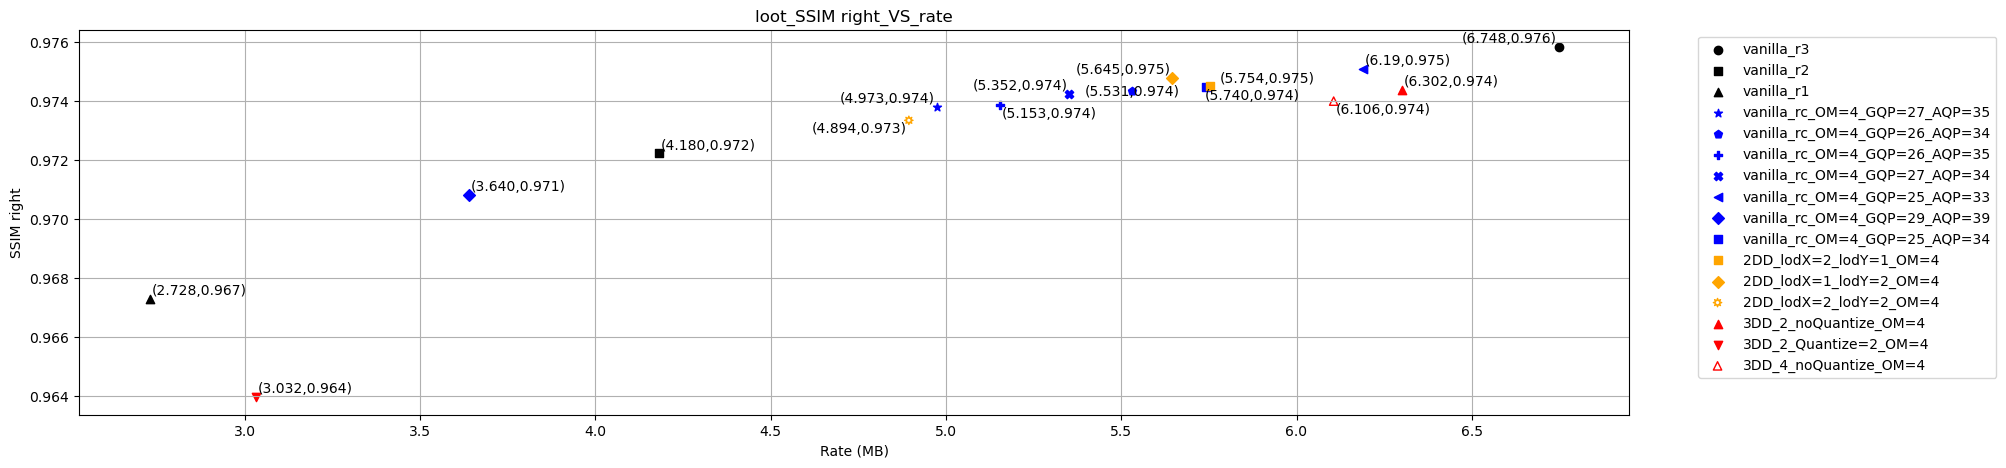 loot_SSIM right_VS_rate
SSIM right
0.976
0.974
0.972
0.970
0.968
0.966
0.964
(6.748,0.976)
(6.19,0.975)
(5.645,0.975)
(5.754,0.975)
(6.302,0.974)
(5.352,0.974)
(5.531,0.974)
(5.740,0.974)
(4.973,0.974)
(5.153,0.974)
(6.106,0.974)
(4.894,0.973)
(4.180,0.972)
(3.640,0.971)
(2.728,0.967)
(3.032,0.964)
3.0
3.5
4.0
4.5
5.0
5.5
6.0
6.5
Rate (MB)
vanilla_r3
vanilla_r2
vanilla_r1
vanilla_rc_OM=4_GQP=27_AQP=35
vanilla_rc_OM=4_GQP=26_AQP=34
vanilla_rc_OM=4_GQP=26_AQP=35
vanilla_rc_OM=4_GQP=27_AQP=34
vanilla_rc_OM=4_GQP=25_AQP=33
vanilla_rc_OM=4_GQP=29_AQP=39
vanilla_rc_OM=4_GQP=25_AQP=34
2DD_lodX=2_lodY=1_OM=4
2DD_lodX=1_lodY=2_OM=4
2DD_lodX=2_lodY=2_OM=4
3DD_2_noQuantize_OM=4
3DD_2_Quantize=2_OM=4
3DD_4_noQuantize_OM=4